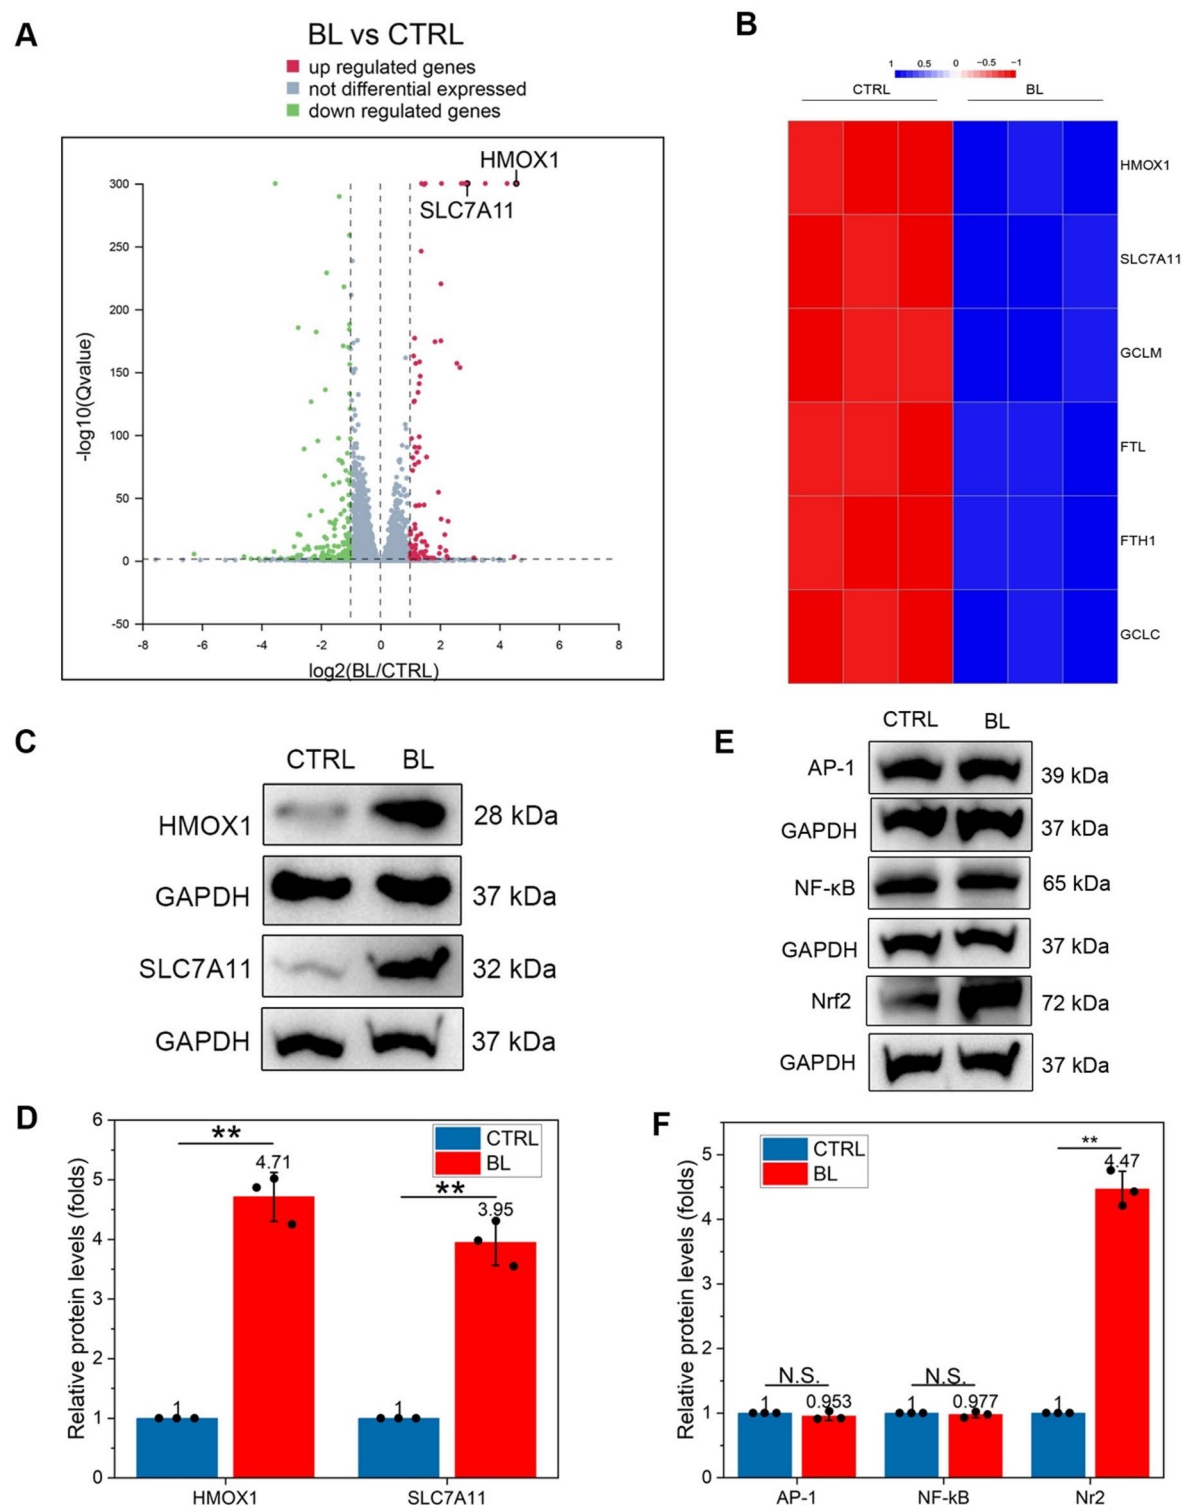 A
BL vs CTRL
up regulated genes
not differential expressed
down regulated genes
HMOX1
SLC7A11
300
250
200
150
100
50
0
-50
-log10(Qvalue)
-8 -6 -4 -2 0 2 4 6 8
log2(BL/CTRL)
B
1 0.5 0 -0.5 -1
CTRL BL
HMOX1
SLC7A11
GCLM
FTL
FTH1
GCLC
C
CTRL BL
HMOX1 28 kDa
GAPDH 37 kDa
SLC7A11 32 kDa
GAPDH 37 kDa
E
CTRL BL
AP-1 39 kDa
GAPDH 37 kDa
NF-κB 65 kDa
GAPDH 37 kDa
Nrf2 72 kDa
GAPDH 37 kDa
D
Relative protein levels (folds)
6
5
4
3
2
1
0
CTRL
BL
**
4.71
**
3.95
1
1
HMOX1 SLC7A11
F
Relative protein levels (folds)
5
4
3
2
1
0
CTRL
BL
**
4.47
N.S. N.S.
1 0.953 1 0.977 1
AP-1 NF-kB Nr2